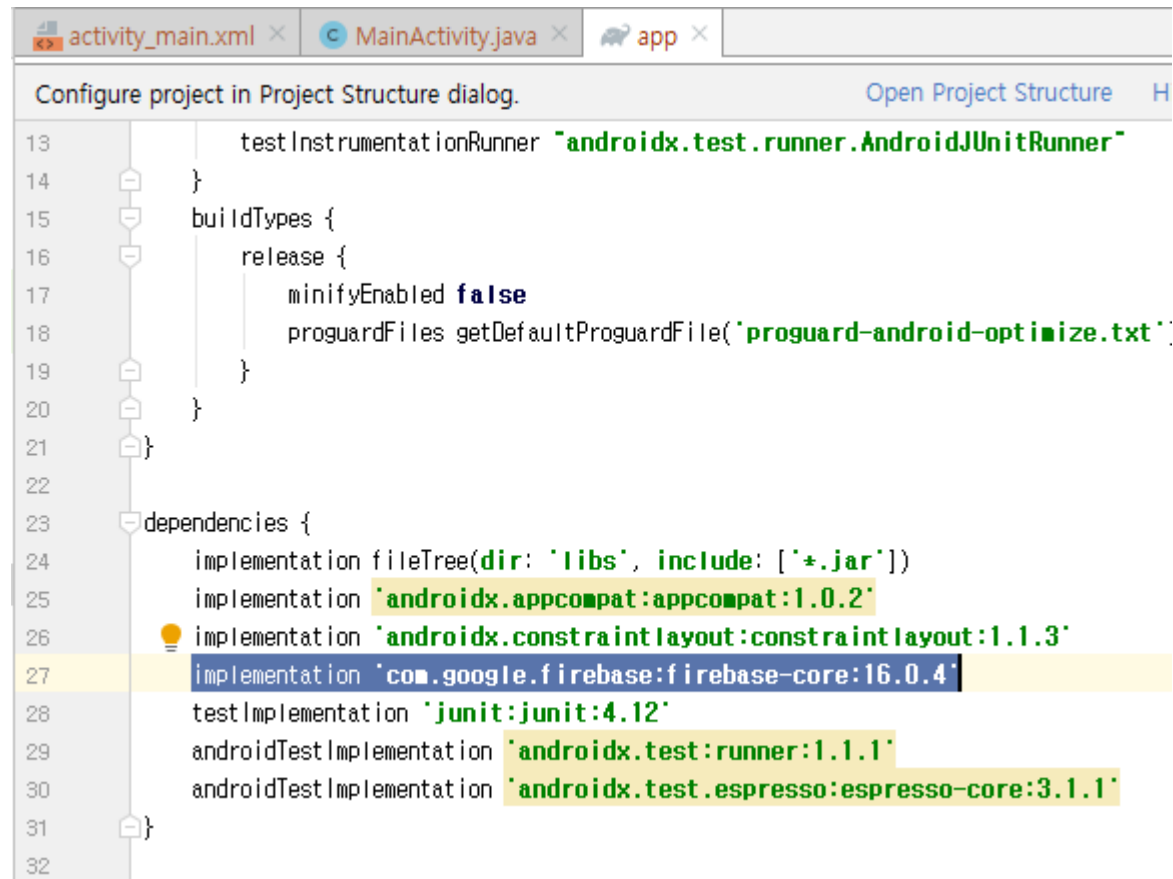 activity_main.xml MainActivity.java app
Configure project in Project Structure dialog. Open Project Structure H
13 testInstrumentationRunner "androidx.test.runner.AndroidJUnitRunner"
14 }
15 buildTypes {
16 release {
17 minifyEnabled false
18 proguardFiles getDefaultProguardFile('proguard-android-optimize.txt')
19 }
20 }
21 }
22
23 dependencies {
24 implementation fileTree(dir: 'libs', include: ['*.jar'])
25 implementation 'androidx.appcompat:appcompat:1.0.2'
26 implementation 'androidx.constraintlayout:constraintlayout:1.1.3'
27 implementation 'com.google.firebase:firebase-core:16.0.4'
28 testImplementation 'junit:junit:4.12'
29 androidTestImplementation 'androidx.test:runner:1.1.1'
30 androidTestImplementation 'androidx.test.espresso:espresso-core:3.1.1'
31 }
32